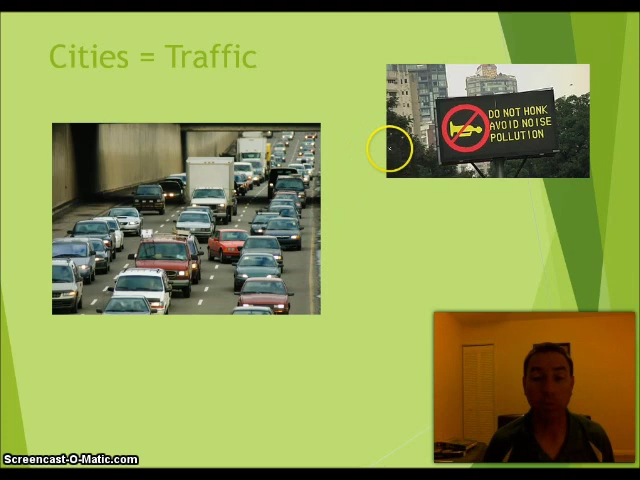 Cities = Traffic
DO NOT HONK
AVOID NOISE
POLLUTION
Screencast-O-Matic.com